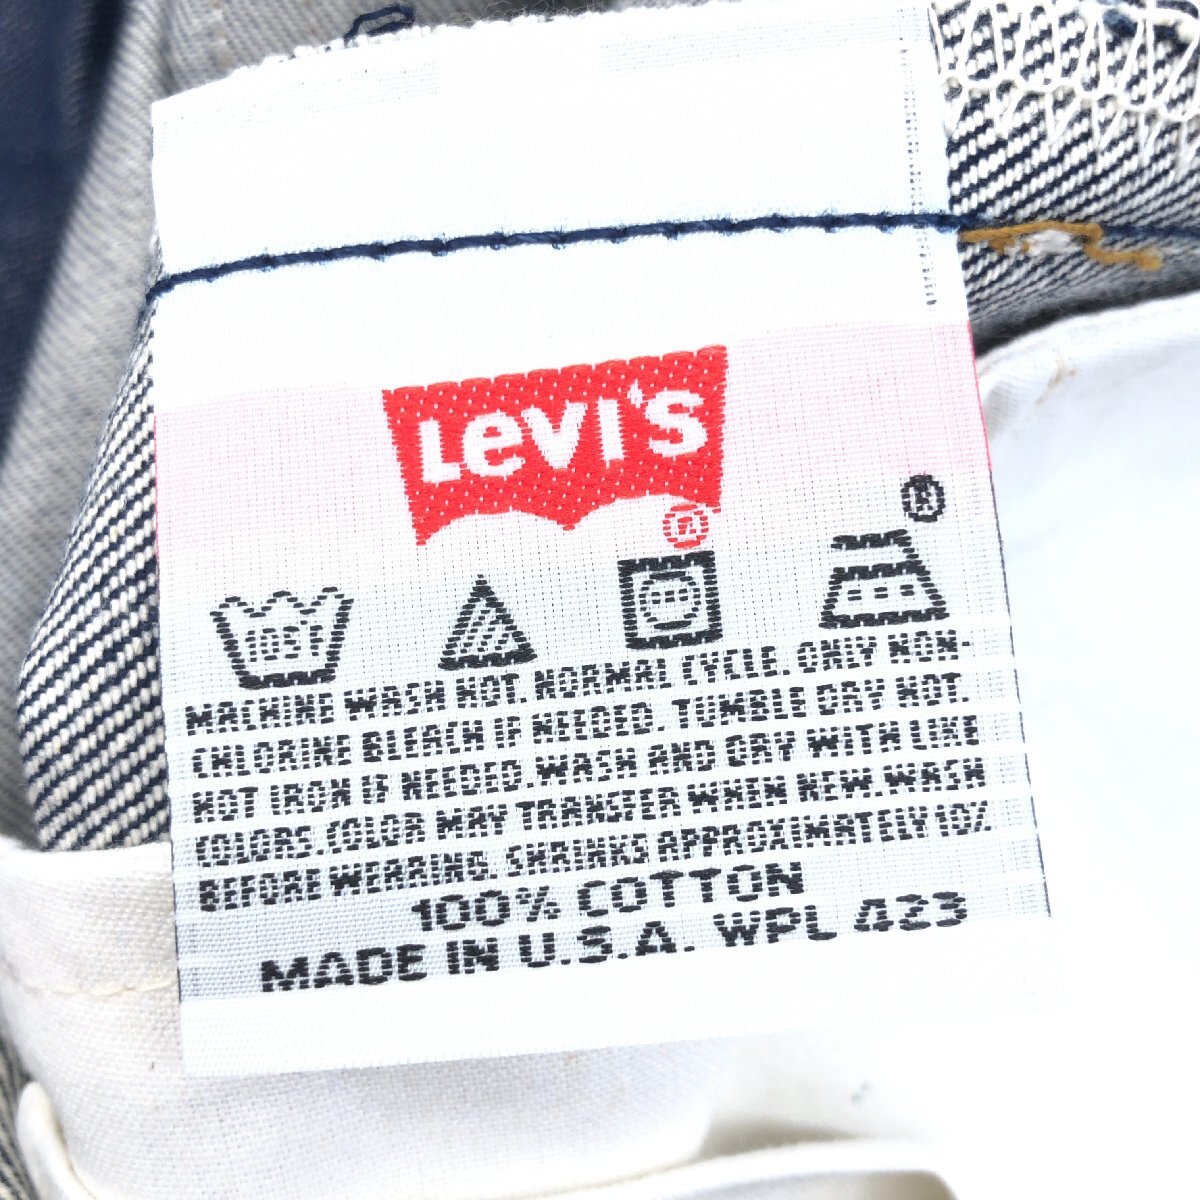 LEVI'S
®
®
105F
MACHINE WASH HOT. NORMAL CYCLE. ONLY NON-
CHLORINE BLEACH IF NEEDED. TUMBLE DRY HOT.
HOT IRON IF NEEDED.WASH AND DRY WITH LIKE
COLORS.COLOR MAY TRANSFER WHEN NEW.WASH
BEFORE WEARING. SHRINKS APPROXIMATELY 10%
100% COTTON
MADE IN U.S.A. WPL 423